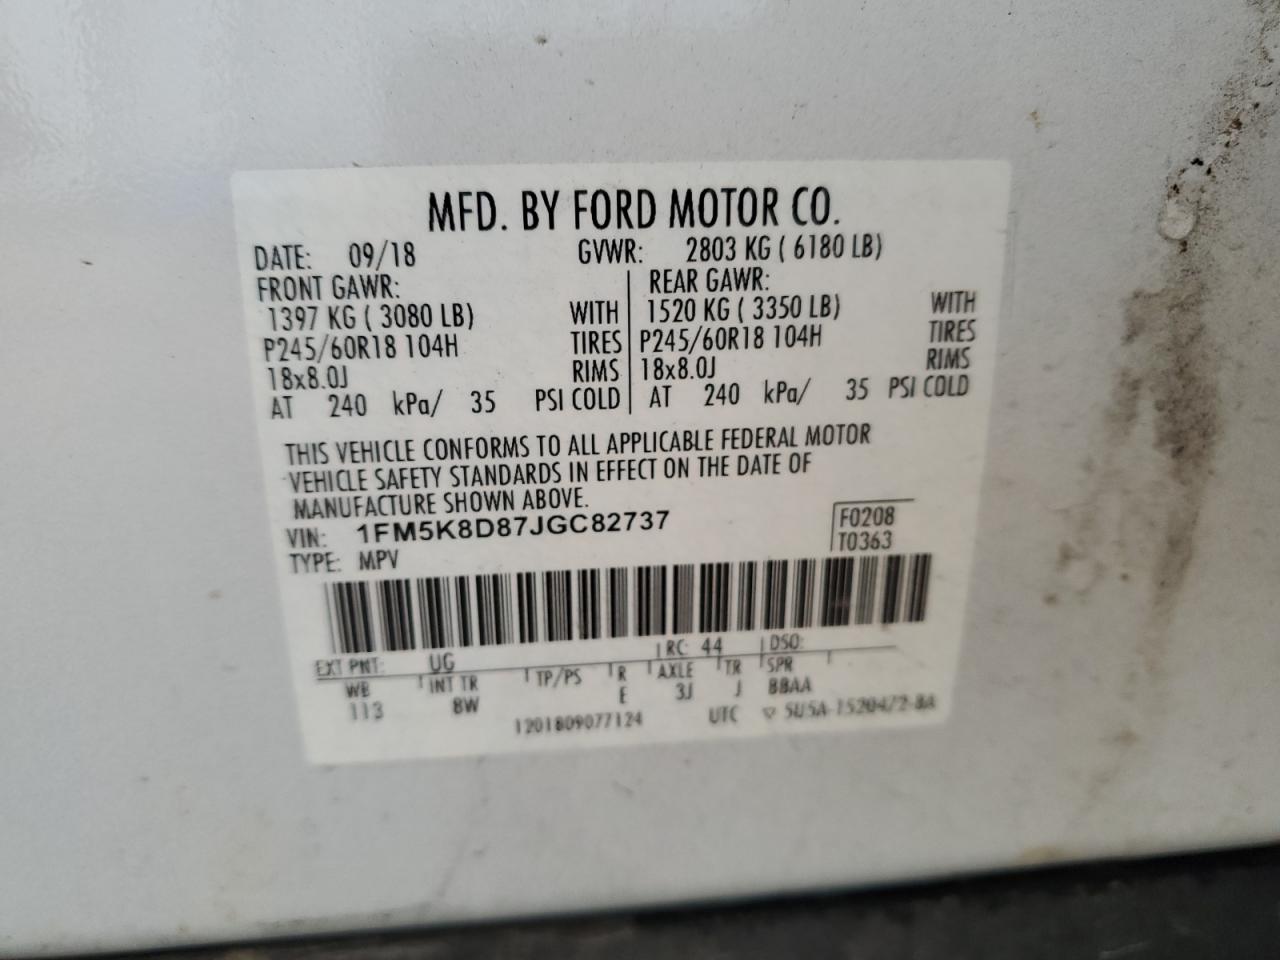 MFD. BY FORD MOTOR CO.
DATE: 09/18 GVWR: 2803 KG ( 6180 LB)
FRONT GAWR: REAR GAWR:
1397 KG ( 3080 LB) WITH 1520 KG ( 3350 LB) WITH
P245/60R18 104H TIRES P245/60R18 104H TIRES
18x8.0J RIMS 18x8.0J RIMS
AT 240 kPa/ 35 PSI COLD AT 240 kPa/ 35 PSI COLD
THIS VEHICLE CONFORMS TO ALL APPLICABLE FEDERAL MOTOR
VEHICLE SAFETY STANDARDS IN EFFECT ON THE DATE OF
MANUFACTURE SHOWN ABOVE.
VIN: 1FM5K8D87JGC82737 F0208
TYPE: MPV T0363
EXT PNT: UG RC: 44 DSO:
WB INT TR TP/PS R AXLE TR SPR
113 8W E 3J J BBAA
1201809077124 UTC ▽ 5U5A-1520472-BA